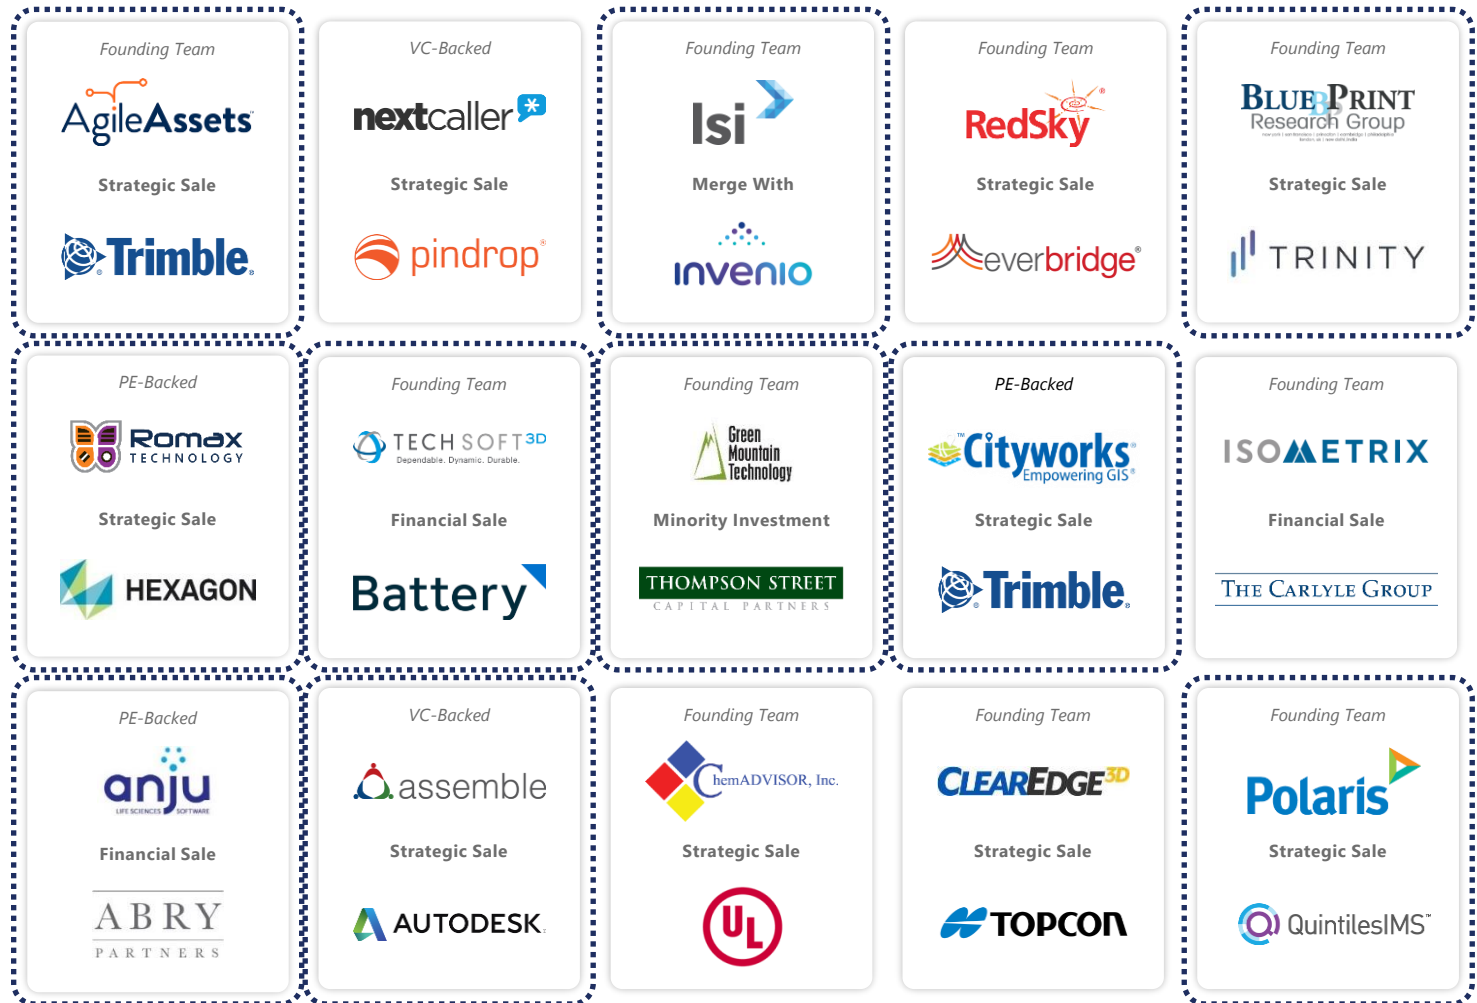 Founding Team
AgileAssets
Strategic Sale
Trimble
VC-Backed
nextcaller
Strategic Sale
pindrop
Founding Team
lsi
Merge With
invenio
Founding Team
RedSky
Strategic Sale
everbridge
Founding Team
BLUEPRINT
Research Group
Strategic Sale
TRINITY
PE-Backed
Romax
TECHNOLOGY
Strategic Sale
HEXAGON
Founding Team
TECH SOFT 3D
Dependable. Dynamic. Durable.
Financial Sale
Battery
Founding Team
Green
Mountain
Technology
Minority Investment
THOMPSON STREET
CAPITAL PARTNERS
PE-Backed
Cityworks
Empowering GIS
Strategic Sale
Trimble
Founding Team
ISOMETRIX
Financial Sale
THE CARLYLE GROUP
PE-Backed
anju
LIFE SCIENCES SOFTWARE
Financial Sale
ABRY
PARTNERS
VC-Backed
assemble
Strategic Sale
AUTODESK
Founding Team
ChemADVISOR, Inc.
Strategic Sale
UL
Founding Team
CLEAREDGE3D
Strategic Sale
TOPCON
Founding Team
Polaris
Strategic Sale
QuintilesIMS